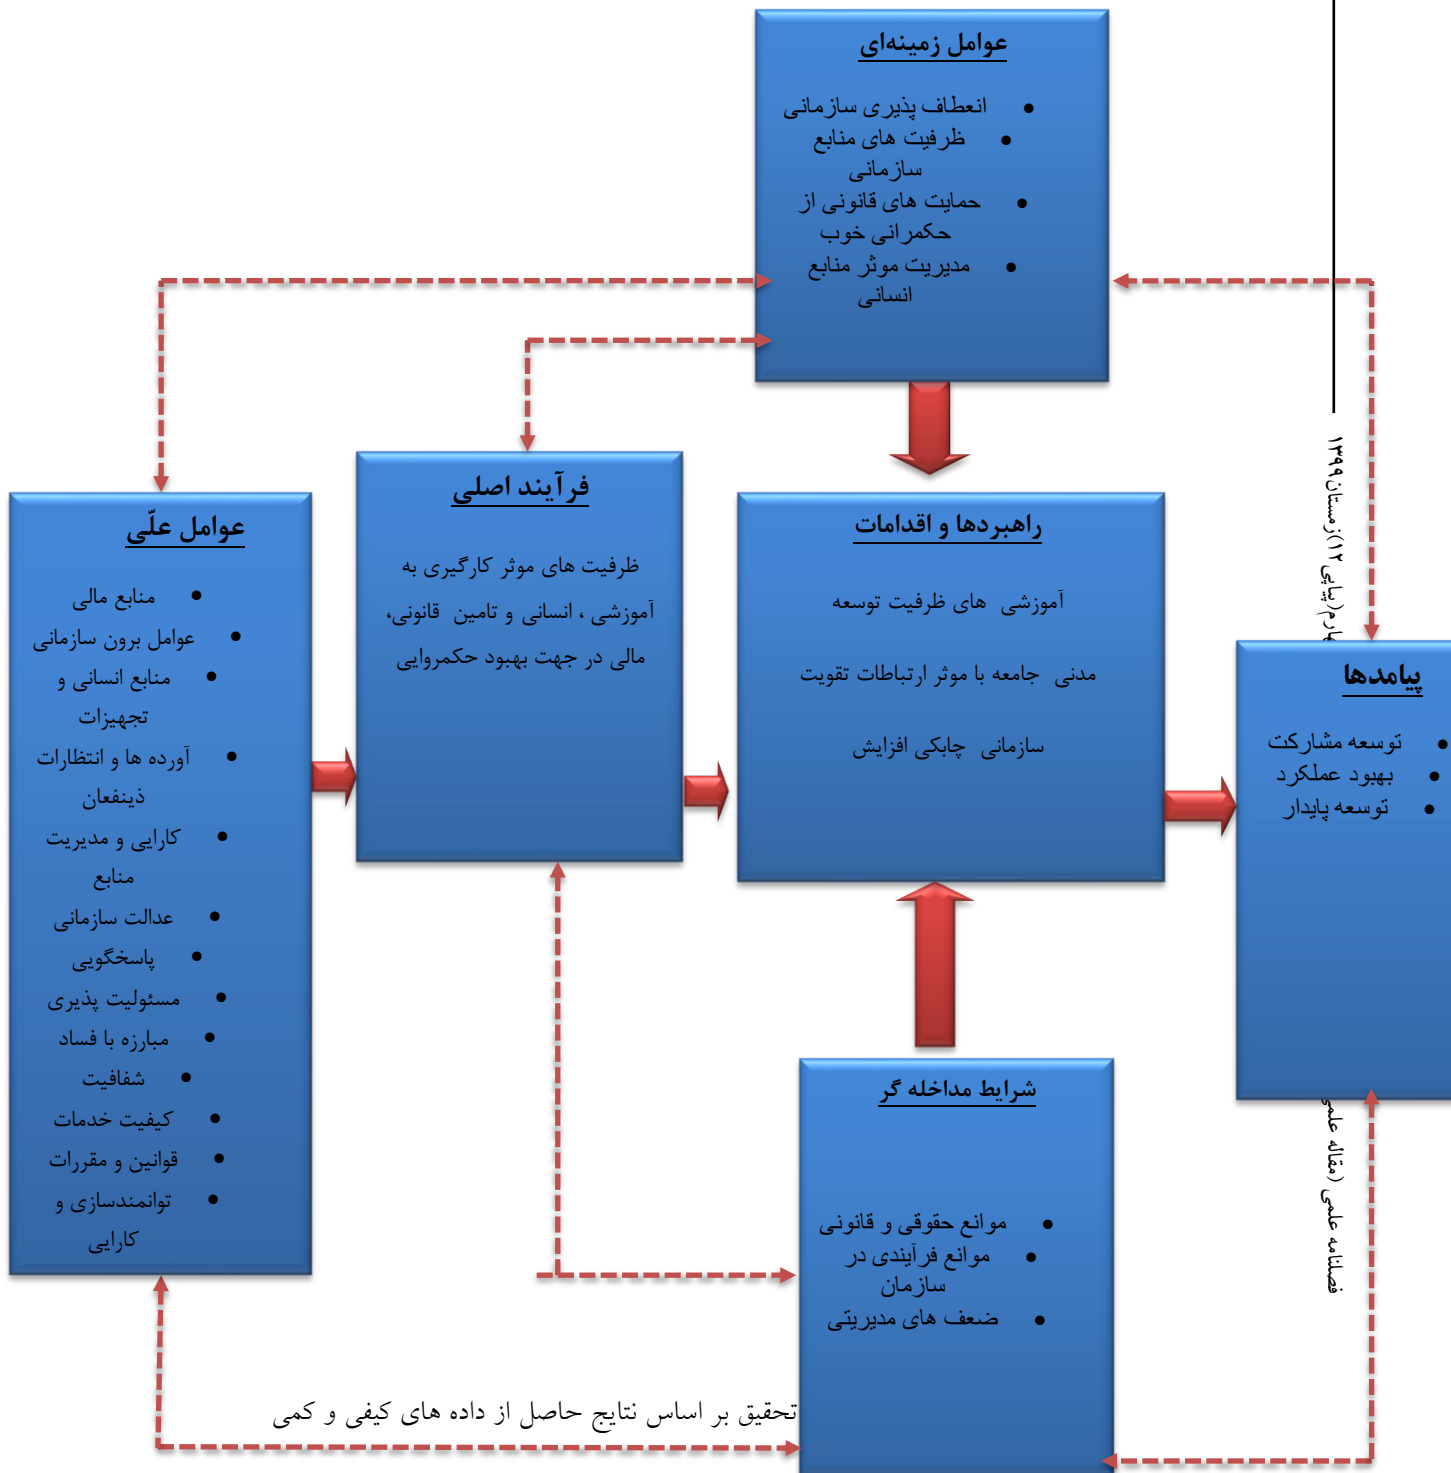 عوامل زمینه‌ای
• انعطاف پذیری سازمانی
• ظرفیت های منابع
سازمانی
• حمایت های قانونی از
حکمرانی خوب
• مدیریت موثر منابع
انسانی
فرآیند اصلی
ظرفیت های موثر کارگیری به
آموزشی ، انسانی و تامین قانونی،
مالی در جهت بهبود حکمروایی
عوامل علّی
• منابع مالی
• عوامل برون سازمانی
• منابع انسانی و
تجهیزات
• آورده ها و انتظارات
ذینفعان
• کارایی و مدیریت
منابع
• عدالت سازمانی
• پاسخگویی
• مسئولیت پذیری
• مبارزه با فساد
• شفافیت
• کیفیت خدمات
• قوانین و مقررات
• توانمندسازی و
کارایی
راهبردها و اقدامات
آموزشی های ظرفیت توسعه
مدنی جامعه با موثر ارتباطات تقویت
سازمانی چابکی افزایش
پیامدها
• توسعه مشارکت
• بهبود عملکرد
• توسعه پایدار
شرایط مداخله گر
• موانع حقوقی و قانونی
• موانع فرآیندی در
سازمان
• ضعف های مدیریتی
تحقیق بر اساس نتایج حاصل از داده های کیفی و کمی
فصلنامه علمی (مقاله علمی
(پیاپی ۱۲)زمستان۱۳۹۹